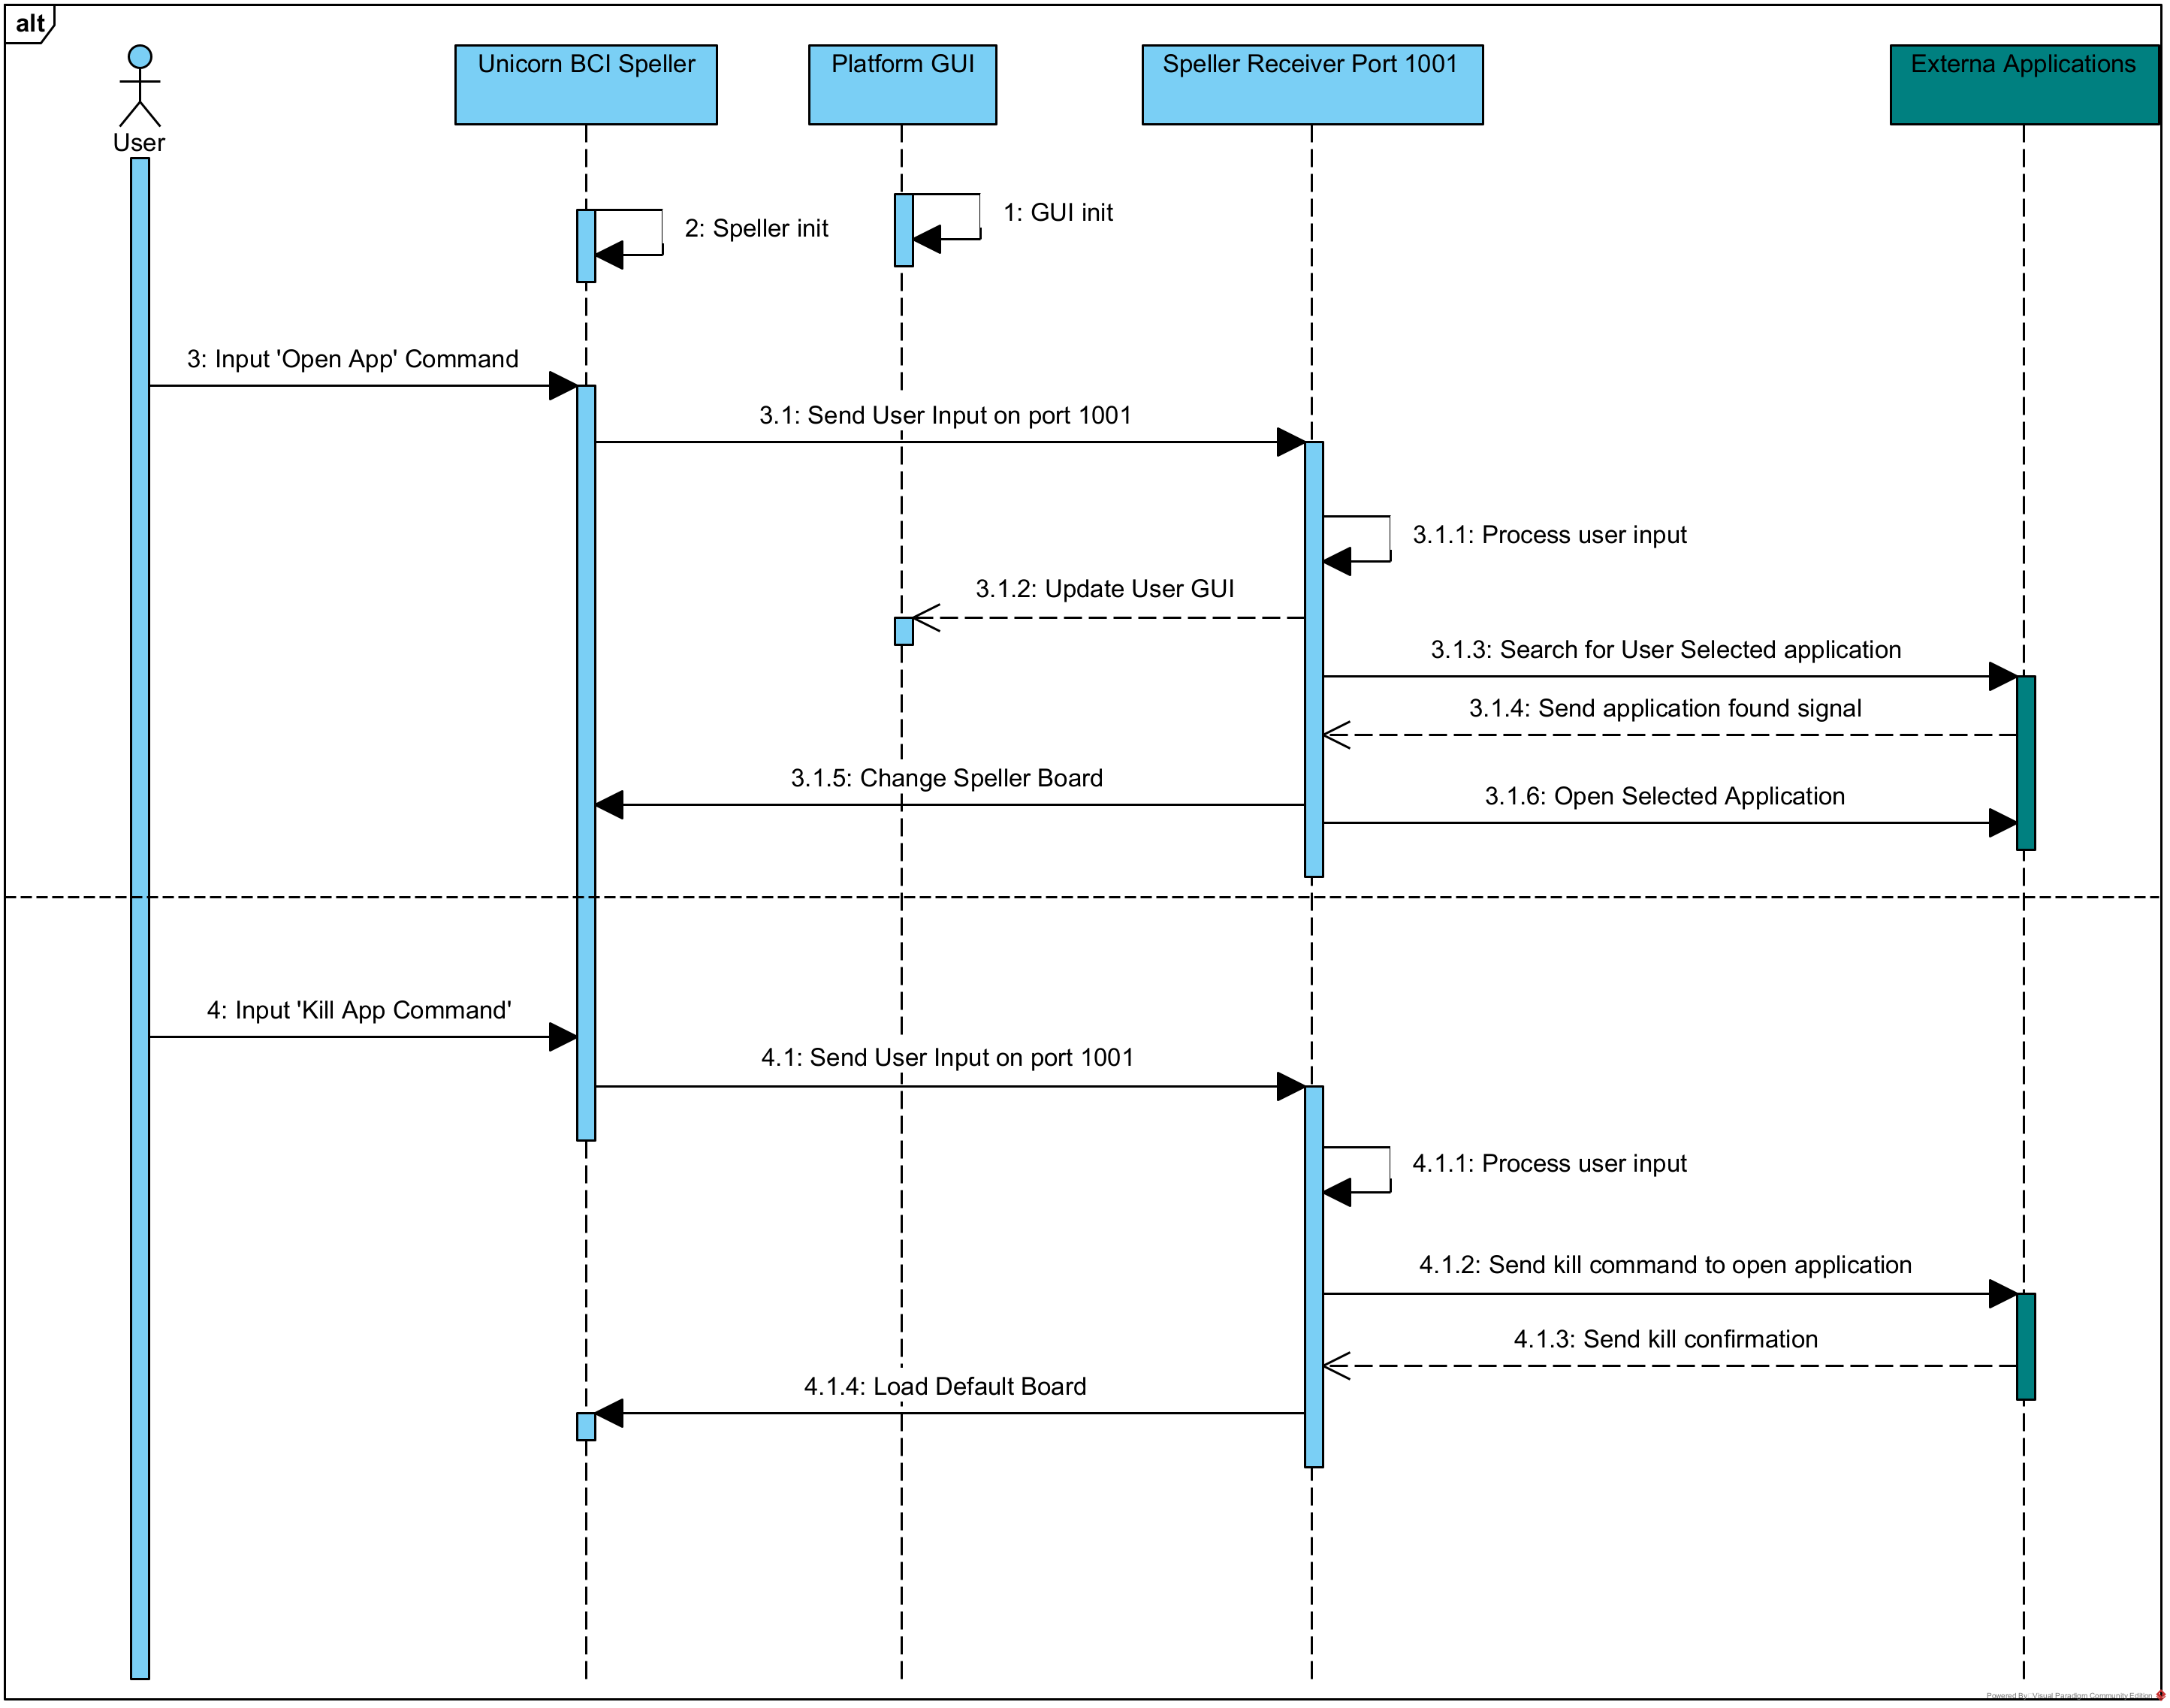 alt
User
Unicorn BCI Speller
Platform GUI
Speller Receiver Port 1001
Externa Applications
1: GUI init
2: Speller init
3: Input 'Open App' Command
3.1: Send User Input on port 1001
3.1.1: Process user input
3.1.2: Update User GUI
3.1.3: Search for User Selected application
3.1.4: Send application found signal
3.1.5: Change Speller Board
3.1.6: Open Selected Application
4: Input 'Kill App Command'
4.1: Send User Input on port 1001
4.1.1: Process user input
4.1.2: Send kill command to open application
4.1.3: Send kill confirmation
4.1.4: Load Default Board
Powered By: Visual Paradigm Community Edition